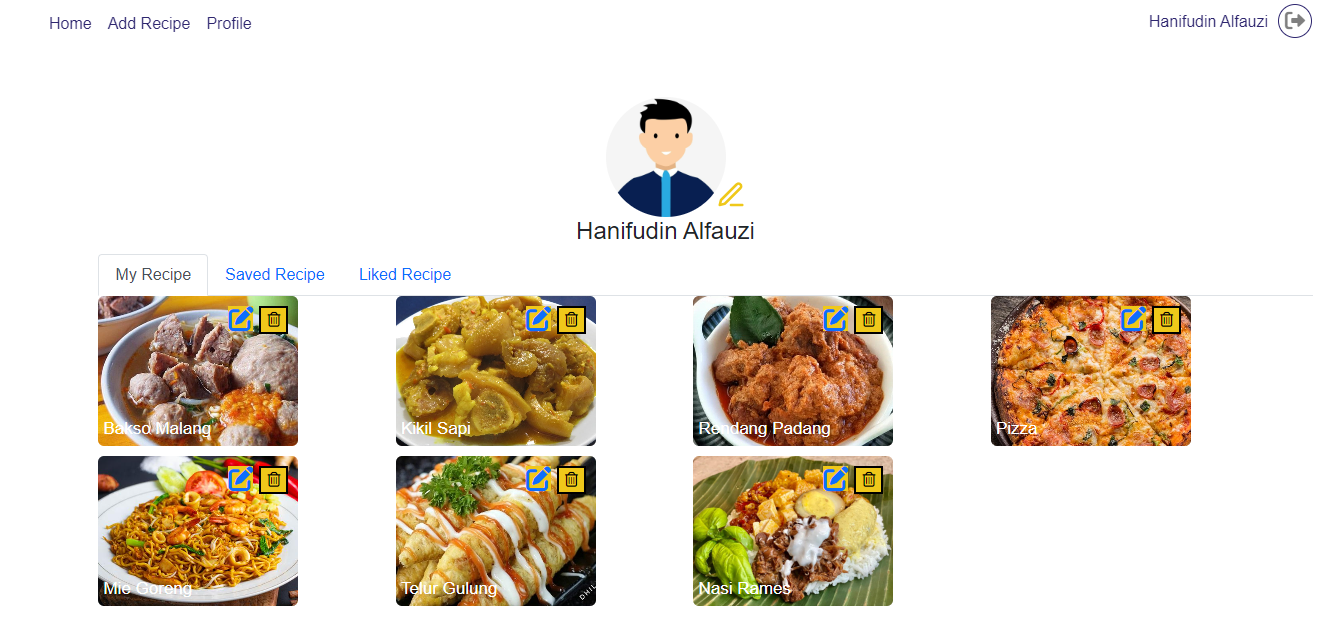 Home Add Recipe Profile Hanifudin Alfauzi
Hanifudin Alfauzi
My Recipe Saved Recipe Liked Recipe
Bakso Malang Kikil Sapi Rendang Padang Pizza
Mie Goreng Telur Gulung Nasi Rames